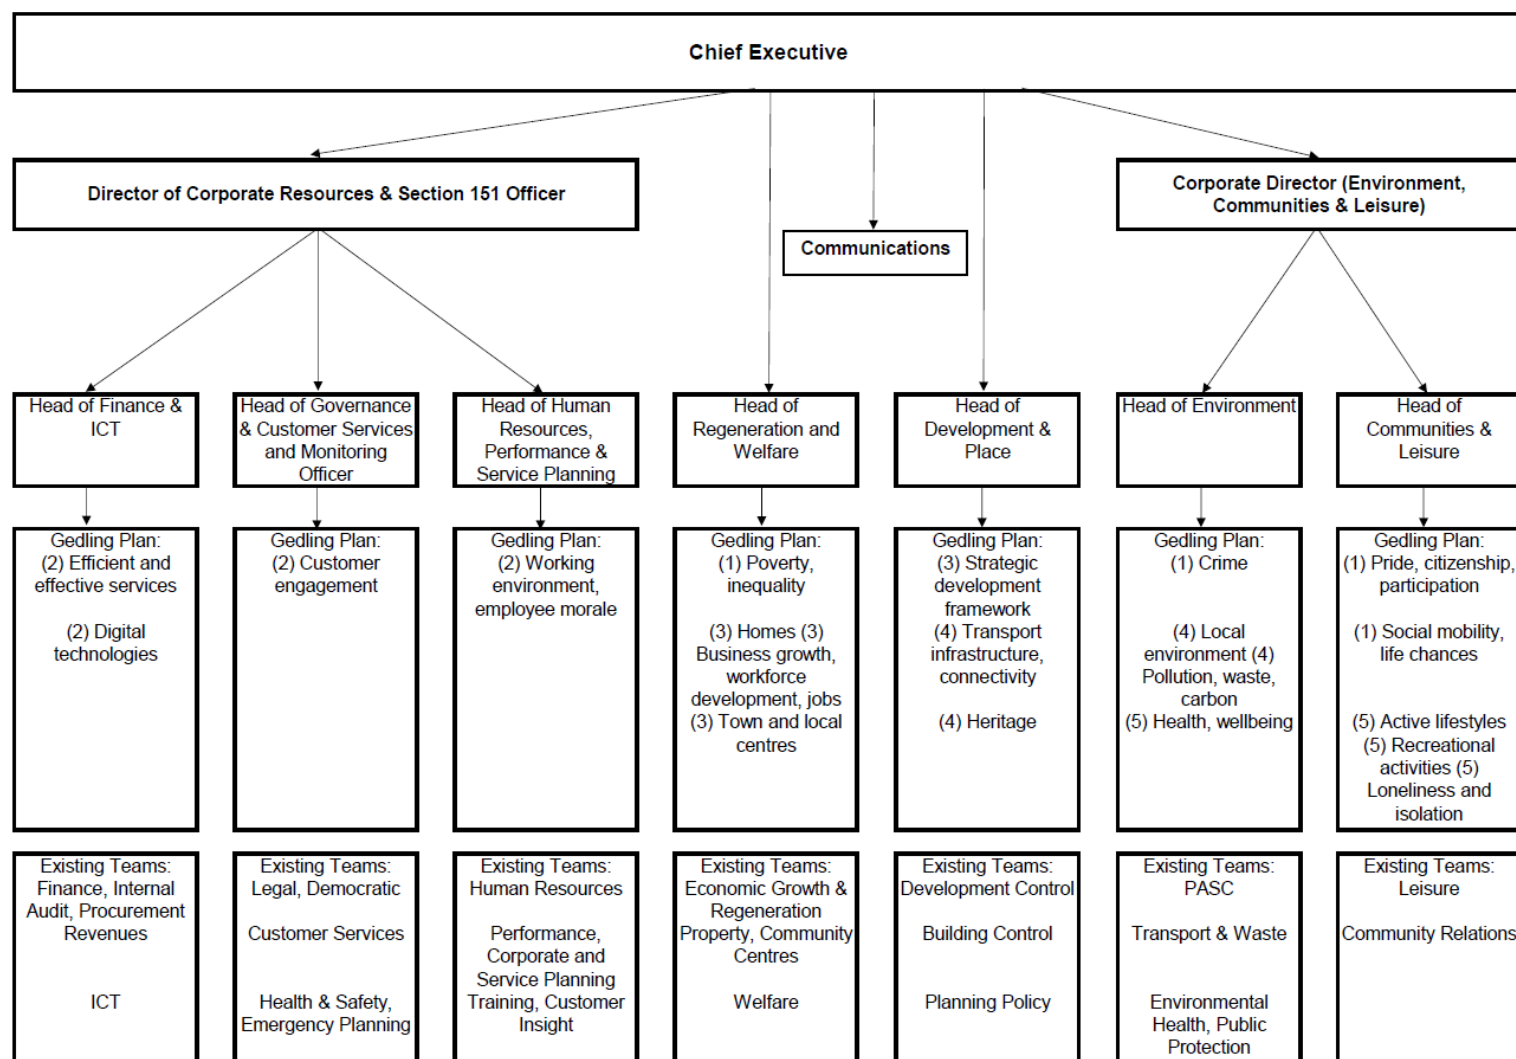 Chief Executive
Director of Corporate Resources & Section 151 Officer
Corporate Director (Environment,
Communities & Leisure)
Communications
Head of Finance &
ICT
Head of Governance
& Customer Services
and Monitoring
Officer
Head of Human
Resources,
Performance &
Service Planning
Head of
Regeneration and
Welfare
Head of
Development &
Place
Head of Environment
Head of
Communities &
Leisure
Gedling Plan:
(2) Efficient and
effective services
(2) Digital
technologies
Gedling Plan:
(2) Customer
engagement
Gedling Plan:
(2) Working
environment,
employee morale
Gedling Plan:
(1) Poverty,
inequality
(3) Homes (3)
Business growth,
workforce
development, jobs
(3) Town and local
centres
Gedling Plan:
(3) Strategic
development
framework
(4) Transport
infrastructure,
connectivity
(4) Heritage
Gedling Plan:
(1) Crime
(4) Local
environment (4)
Pollution, waste,
carbon
(5) Health, wellbeing
Gedling Plan:
(1) Pride, citizenship,
participation
(1) Social mobility,
life chances
(5) Active lifestyles
(5) Recreational
activities (5)
Loneliness and
isolation
Existing Teams:
Finance, Internal
Audit, Procurement
Revenues
ICT
Existing Teams:
Legal, Democratic
Customer Services
Health & Safety,
Emergency Planning
Existing Teams:
Human Resources
Performance,
Corporate and
Service Planning
Training, Customer
Insight
Existing Teams:
Economic Growth &
Regeneration
Property, Community
Centres
Welfare
Existing Teams:
Development Control
Building Control
Planning Policy
Existing Teams:
PASC
Transport & Waste
Environmental
Health, Public
Protection
Existing Teams:
Leisure
Community Relations